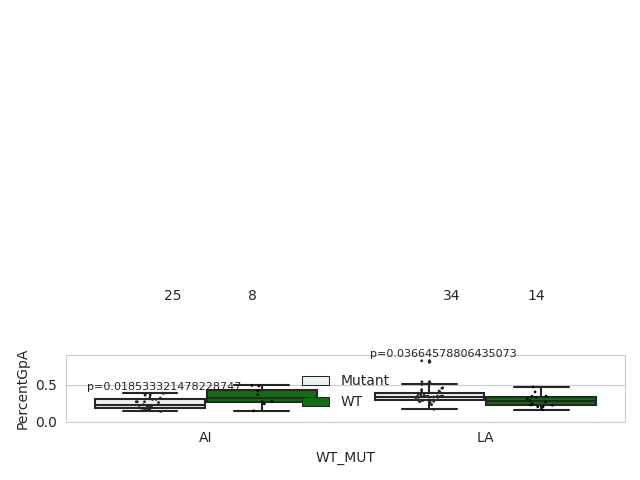 25 8 34 14
p=0.03664578806435073
p=0.018533321478228747
Mutant
WT
PercentGpA
0.5
0.0
AI LA
WT_MUT